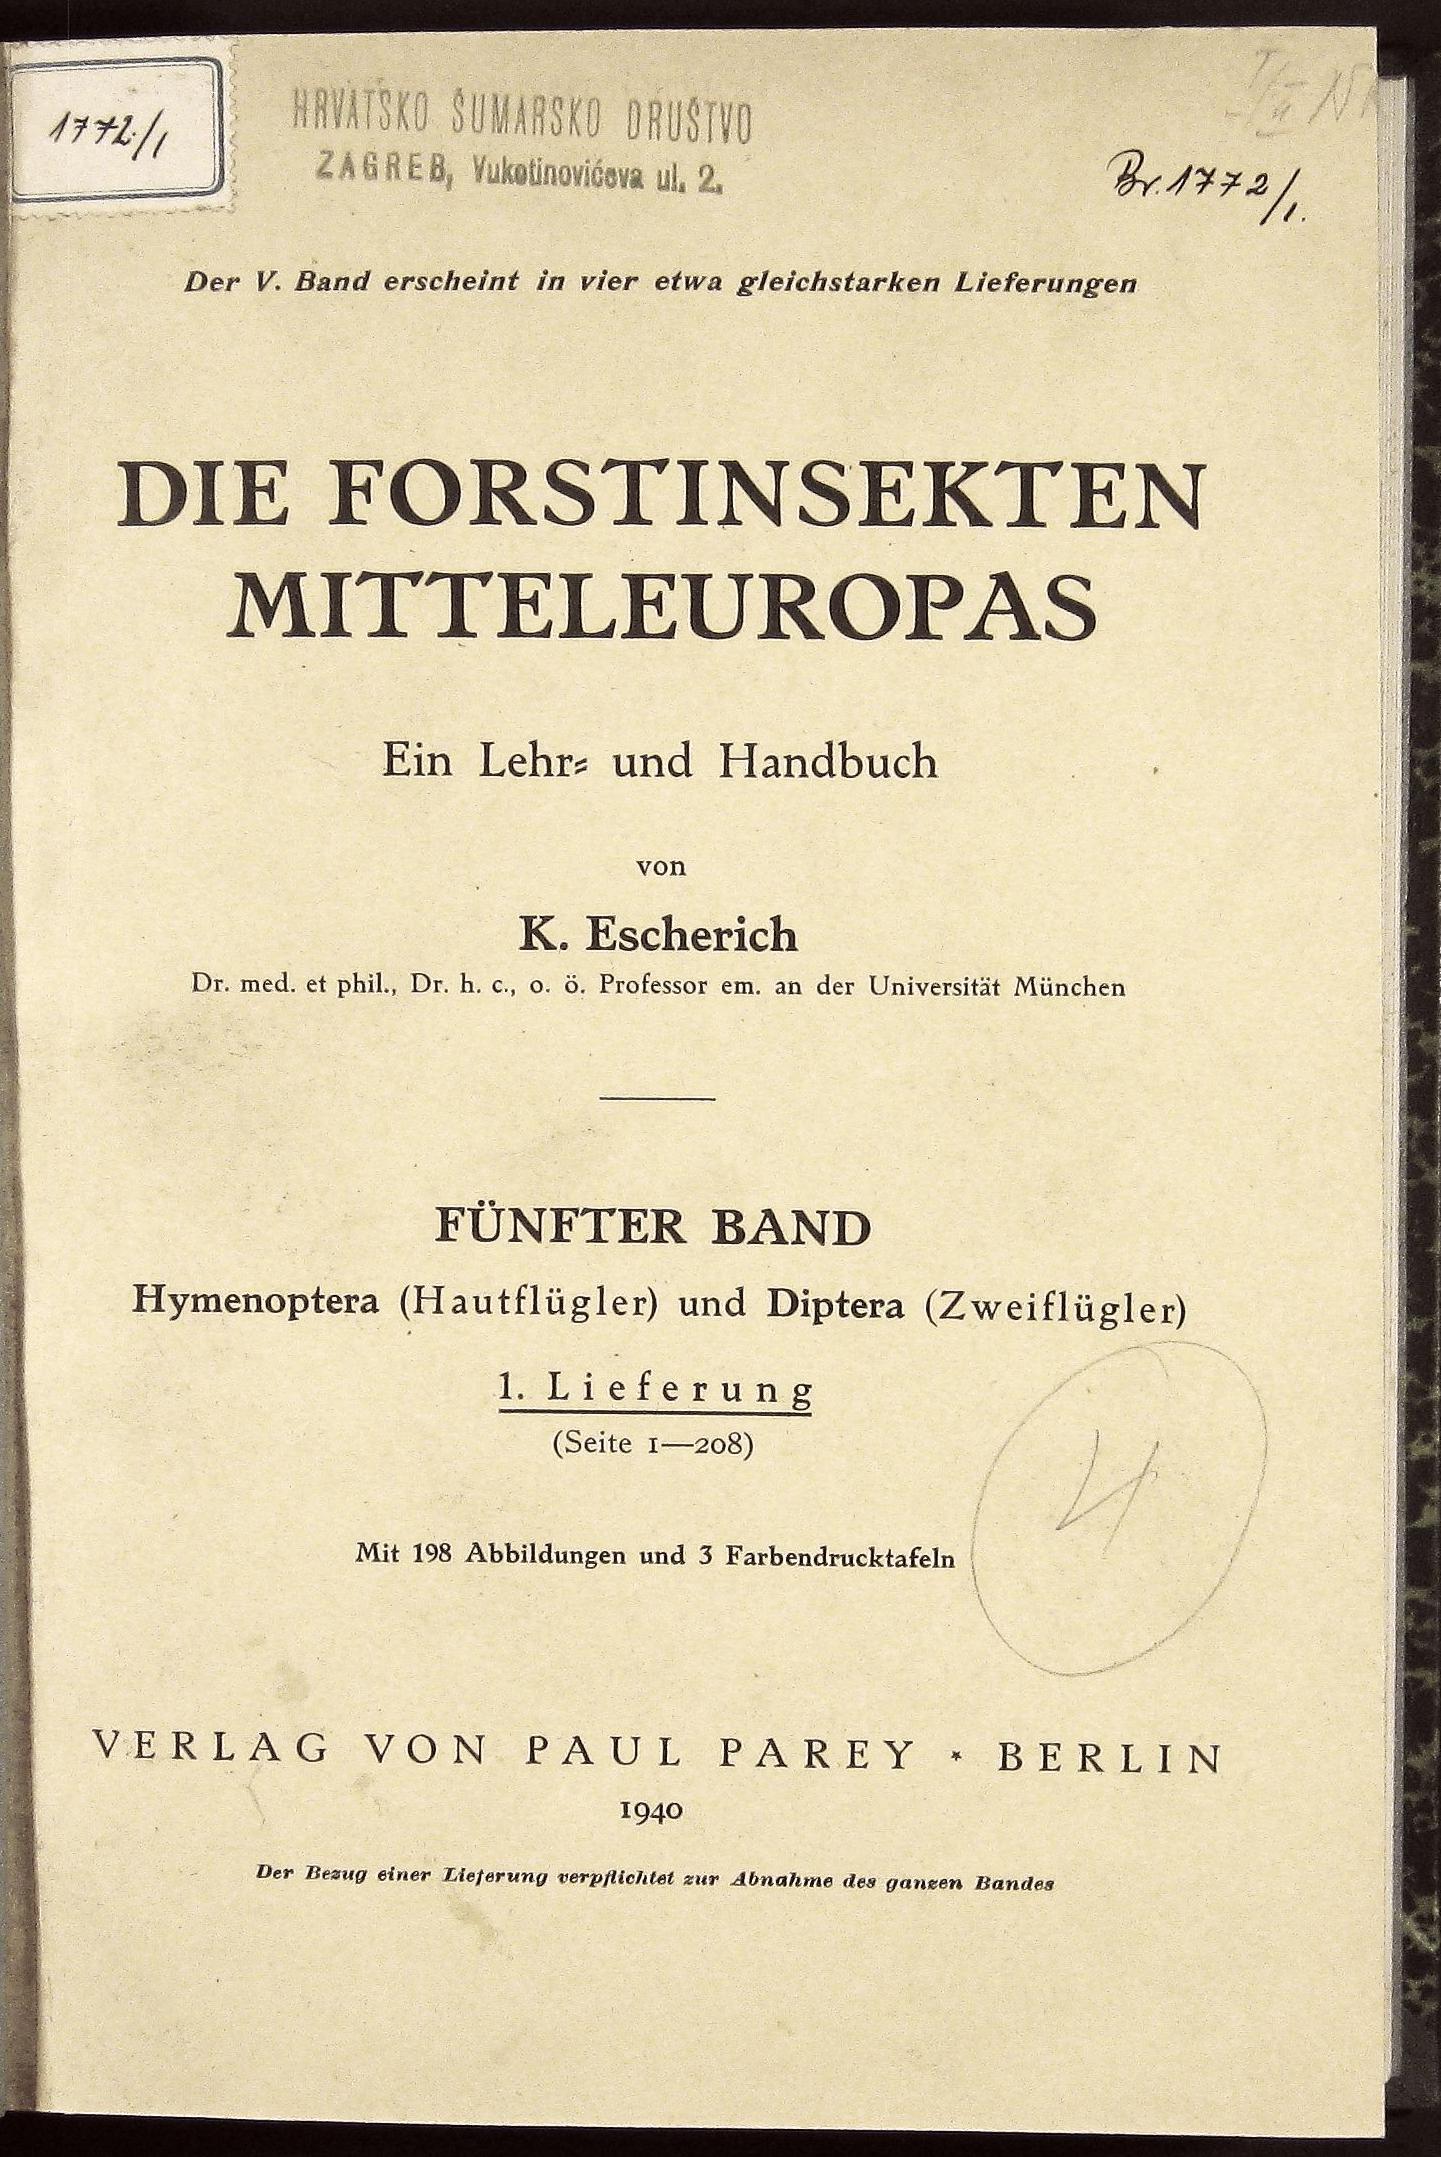 1772/1
HRVATSKO ŠUMARSKO DRUŠTVO
ZAGREB, Vukotinovićeva ul. 2.
Br. 1772/1.
Der V. Band erscheint in vier etwa gleichstarken Lieferungen
DIE FORSTINSEKTEN
MITTELEUROPAS
Ein Lehr- und Handbuch
von
K. Escherich
Dr. med. et phil., Dr. h. c., o. ö. Professor em. an der Universität München
FÜNFTER BAND
Hymenoptera (Hautflügler) und Diptera (Zweiflügler)
1. Lieferung
(Seite 1—208)
4
Mit 198 Abbildungen und 3 Farbendrucktafeln
VERLAG VON PAUL PAREY * BERLIN
1940
Der Bezug einer Lieferung verpflichtet zur Abnahme des ganzen Bandes